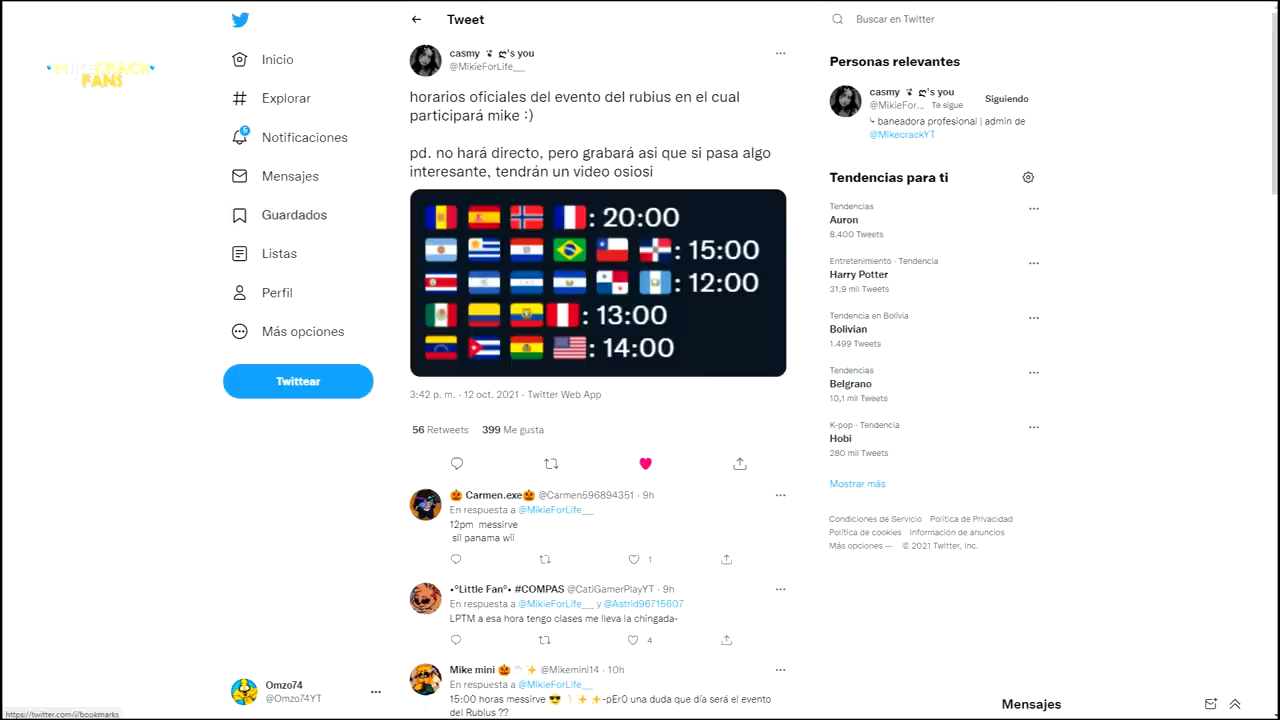 Tweet
Buscar en Twitter
MIKECRACK
FANS
Inicio
Explorar
5
Notificaciones
Mensajes
Guardados
Listas
Perfil
Más opciones
Twittear
casmy ღ's you
@MikieForLife__
horarios oficiales del evento del rubius en el cual
participará mike :)
pd. no hará directo, pero grabará asi que si pasa algo
interesante, tendrán un video osiosi
: 20:00
: 15:00
: 12:00
: 13:00
: 14:00
3:42 p. m. · 12 oct. 2021 · Twitter Web App
56 Retweets 399 Me gusta
🎃 Carmen.exe🎃 @Carmen596894351 · 9h
En respuesta a @MikieForLife__
12pm messirve
sii panama wii
1
•°Little Fan°• #COMPAS @CatiGamerPlayYT · 9h
En respuesta a @MikieForLife__ y @Astrid96715607
LPTM a esa hora tengo clases me lleva la chingada-
4
Mike mini 🎃 ✨ @Mikemini14 · 10h
En respuesta a @MikieForLife__
15:00 horas messirve 😎 ✨ ✨-pEr0 una duda que día será el evento
del Rubius ??
Personas relevantes
casmy ღ's you
@MikieFor... Te sigue
Siguiendo
↳ baneadora profesional | admin de
@MikecrackYT
Tendencias para ti
Tendencias
Auron
8.400 Tweets
Entretenimiento · Tendencia
Harry Potter
31,9 mil Tweets
Tendencia en Bolivia
Bolivian
1.499 Tweets
Tendencias
Belgrano
10,1 mil Tweets
K-pop · Tendencia
Hobi
280 mil Tweets
Mostrar más
Condiciones de Servicio Política de Privacidad
Política de cookies Información de anuncios
Más opciones ··· © 2021 Twitter, Inc.
Omzo74
@Omzo74YT
Mensajes
https://twitter.com/i/bookmarks